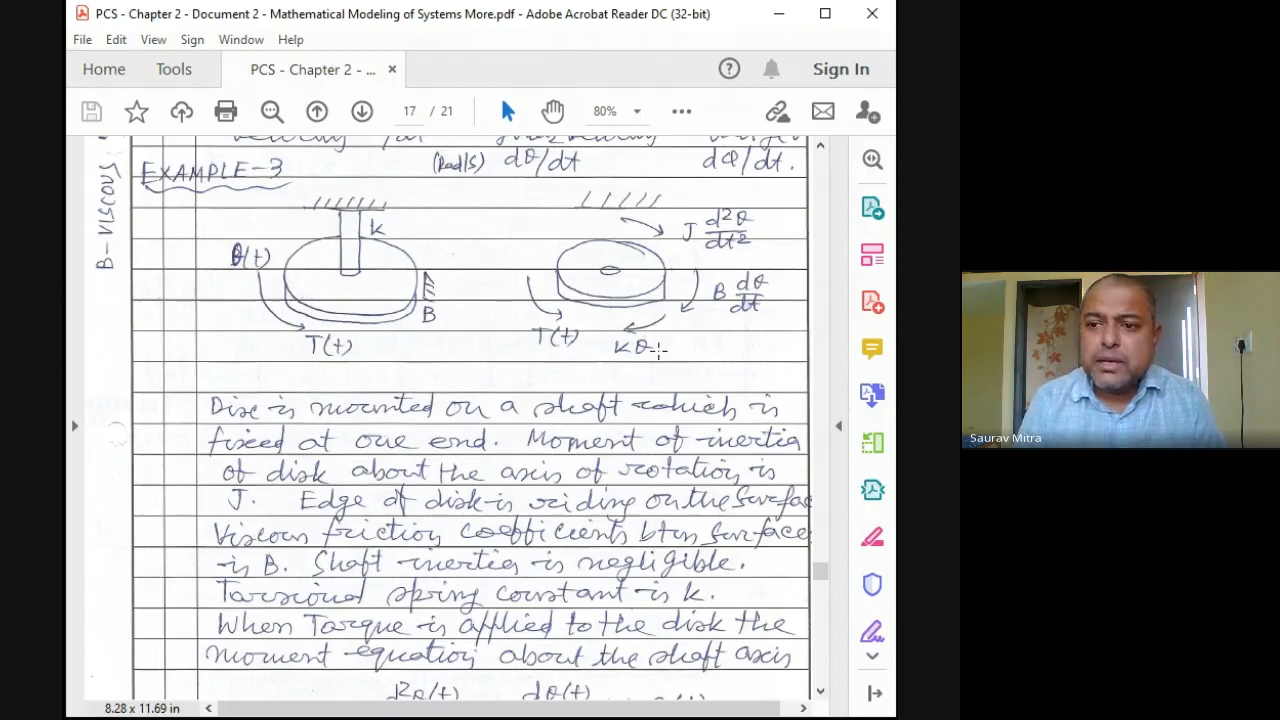 PCS - Chapter 2 - Document 2 - Mathematical Modeling of Systems More.pdf - Adobe Acrobat Reader DC (32-bit)
File Edit View Sign Window Help
Home Tools PCS - Chapter 2 - ... × Sign In
17 / 21 80%
(Rad/s) dθ/dt dθ/dt.
EXAMPLE-3
B - VISCOUS
K
J d²θ/dt²
θ(t)
B dθ/dt
B
T(t) T(t) Kθ
Disc is mounted on a shaft which is
fixed at one end. Moment of inertia
of disk about the axis of rotation is
J. Edge of disk is riding on the Surfac
Viscous friction coefficients btn surface
is B. Shaft inertia is negligible.
Torsional spring constant is k.
When Torque is applied to the disk the
moment equation about the shaft axis
d²θ(t) dθ(t)
8.28 x 11.69 in
Saurav Mitra